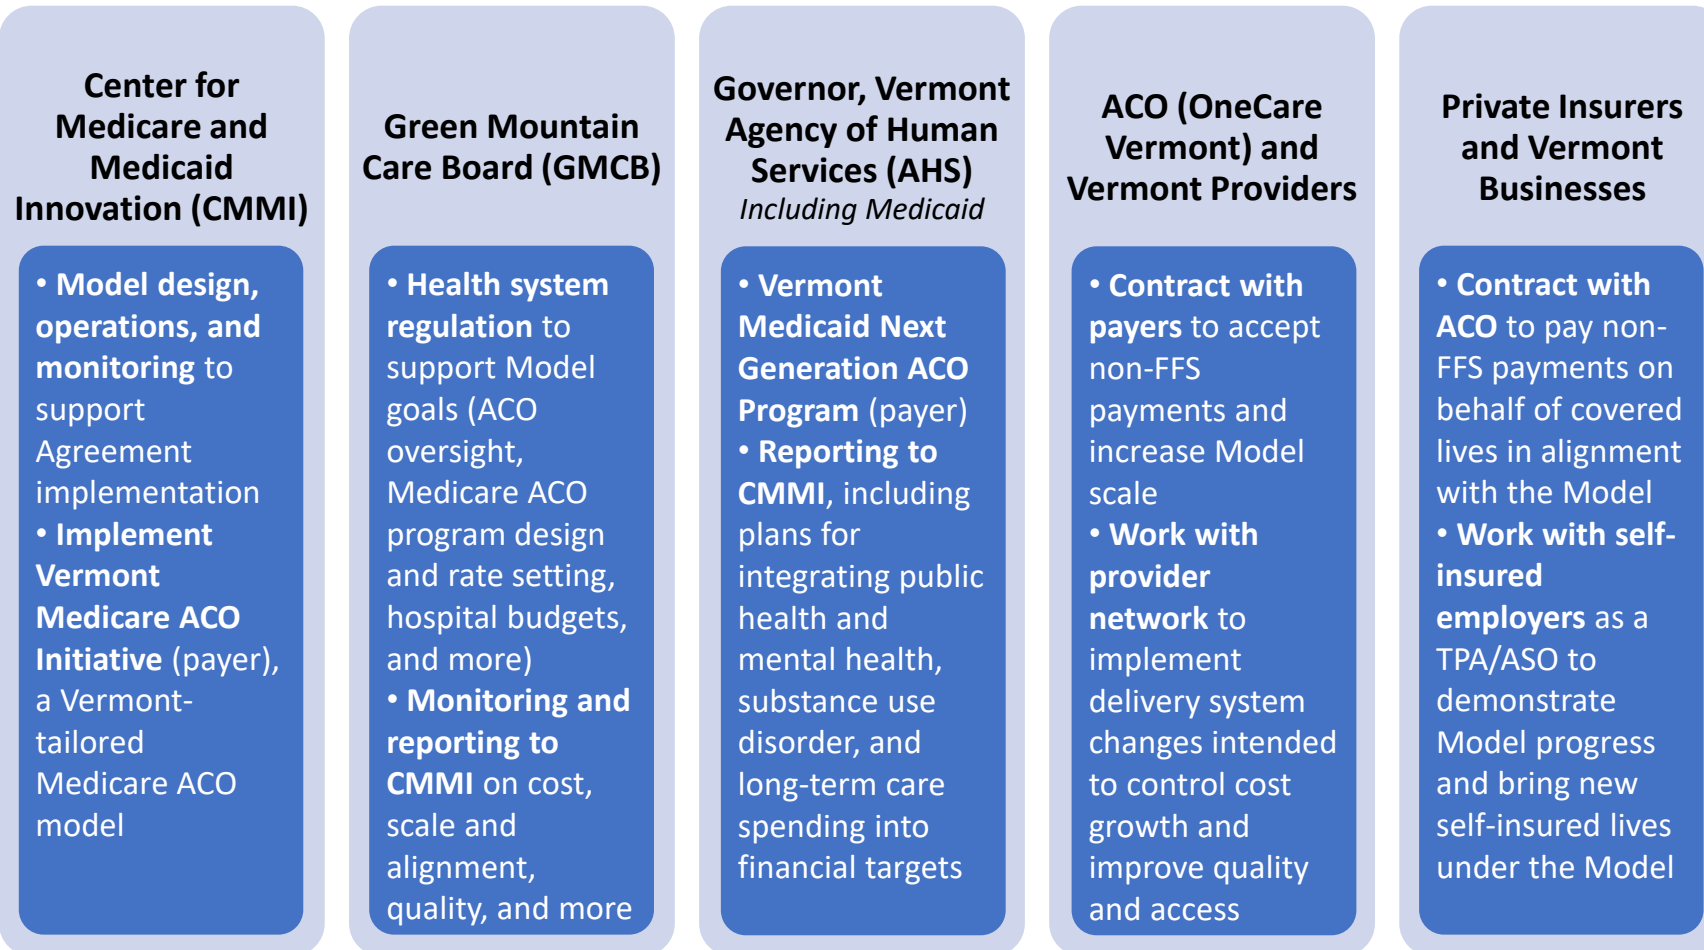 Center for
Medicare and
Medicaid
Innovation (CMMI)
• Model design,
operations, and
monitoring to
support
Agreement
implementation
• Implement
Vermont
Medicare ACO
Initiative (payer),
a Vermont-
tailored
Medicare ACO
model
Green Mountain
Care Board (GMCB)
• Health system
regulation to
support Model
goals (ACO
oversight,
Medicare ACO
program design
and rate setting,
hospital budgets,
and more)
• Monitoring and
reporting to
CMMI on cost,
scale and
alignment,
quality, and more
Governor, Vermont
Agency of Human
Services (AHS)
Including Medicaid
• Vermont
Medicaid Next
Generation ACO
Program (payer)
• Reporting to
CMMI, including
plans for
integrating public
health and
mental health,
substance use
disorder, and
long-term care
spending into
financial targets
ACO (OneCare
Vermont) and
Vermont Providers
• Contract with
payers to accept
non-FFS
payments and
increase Model
scale
• Work with
provider
network to
implement
delivery system
changes intended
to control cost
growth and
improve quality
and access
Private Insurers
and Vermont
Businesses
• Contract with
ACO to pay non-
FFS payments on
behalf of covered
lives in alignment
with the Model
• Work with self-
insured
employers as a
TPA/ASO to
demonstrate
Model progress
and bring new
self-insured lives
under the Model